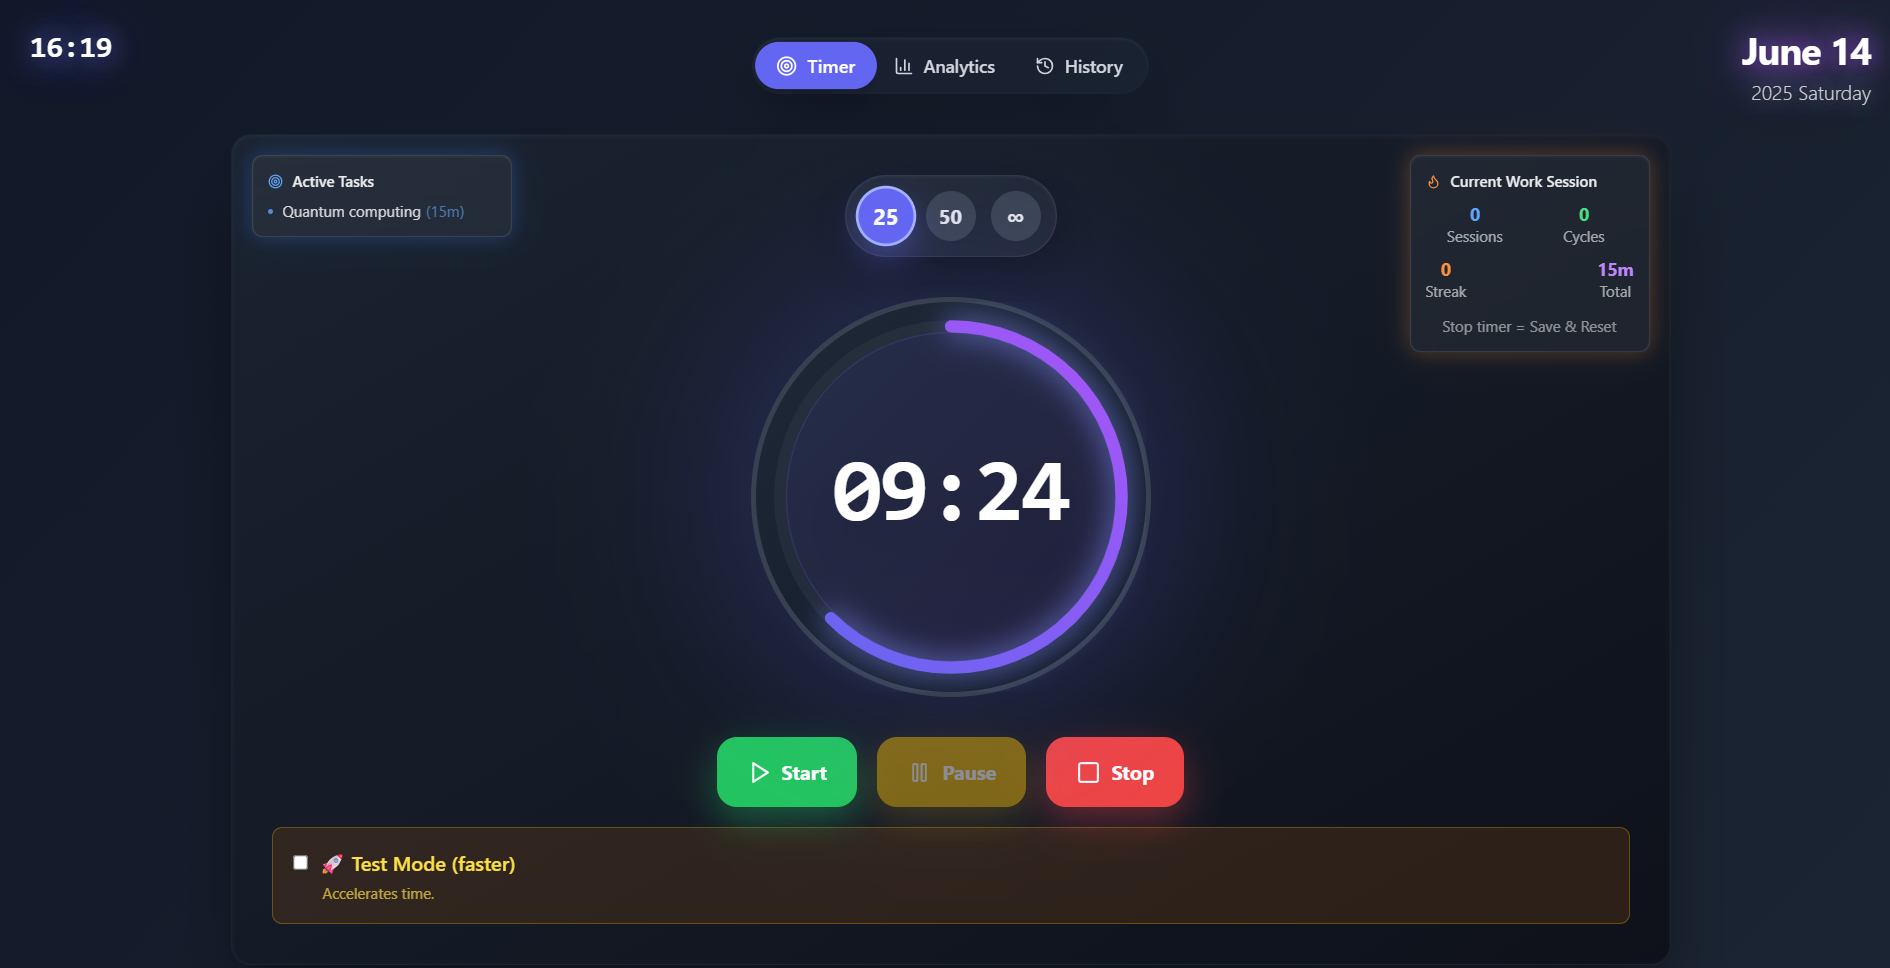 16:19
Timer
Analytics
History
June 14
2025 Saturday
Active Tasks
• Quantum computing (15m)
25 50 ∞
Current Work Session
0 0
Sessions Cycles
0 15m
Streak Total
Stop timer = Save & Reset
09:24
Start
Pause
Stop
🚀 Test Mode (faster)
Accelerates time.